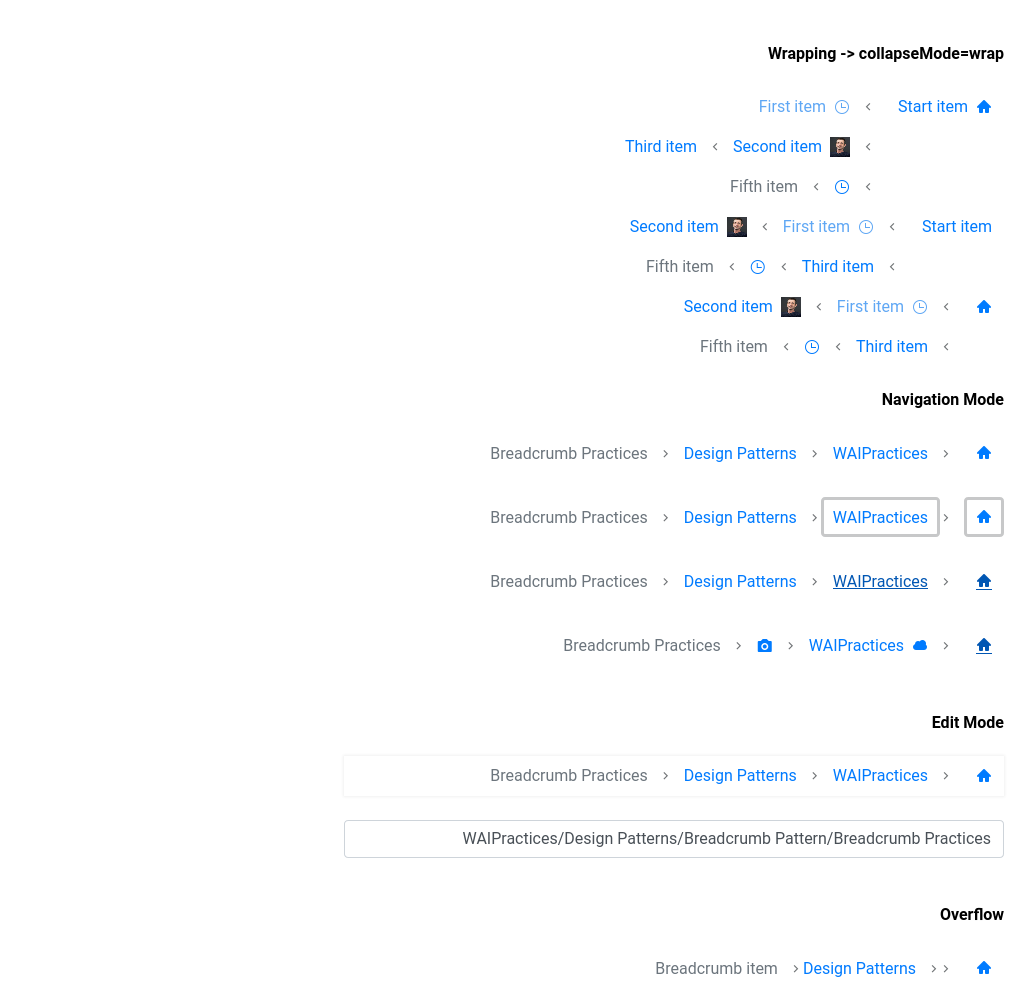 Wrapping -> collapseMode=wrap
First item Start item
Third item Second item
Fifth item
Second item First item Start item
Fifth item Third item
Second item First item
Fifth item Third item
Navigation Mode
Breadcrumb Practices Design Patterns WAIPractices
Breadcrumb Practices Design Patterns WAIPractices
Breadcrumb Practices Design Patterns WAIPractices
Breadcrumb Practices WAIPractices
Edit Mode
Breadcrumb Practices Design Patterns WAIPractices
WAIPractices/Design Patterns/Breadcrumb Pattern/Breadcrumb Practices
Overflow
Breadcrumb item Design Patterns